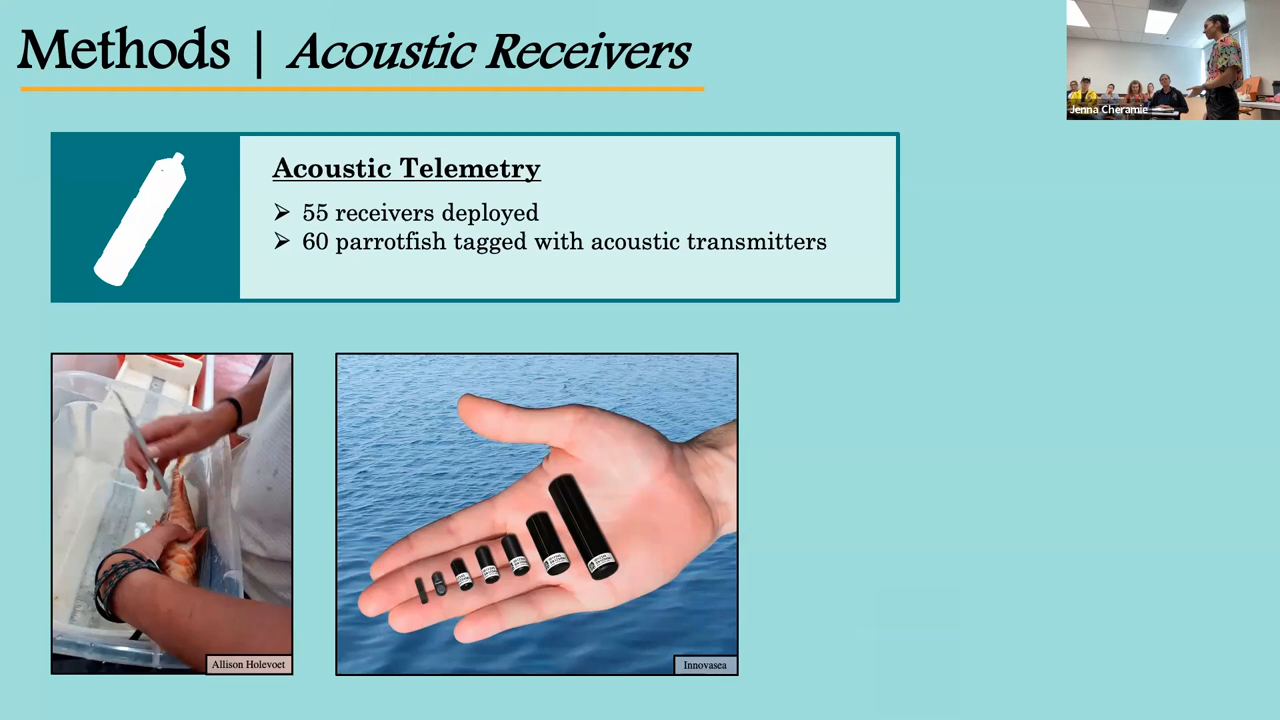 Methods | Acoustic Receivers
Jenna Cheramie
Acoustic Telemetry
➢ 55 receivers deployed
➢ 60 parrotfish tagged with acoustic transmitters
Allison Holevoet
Innovasea